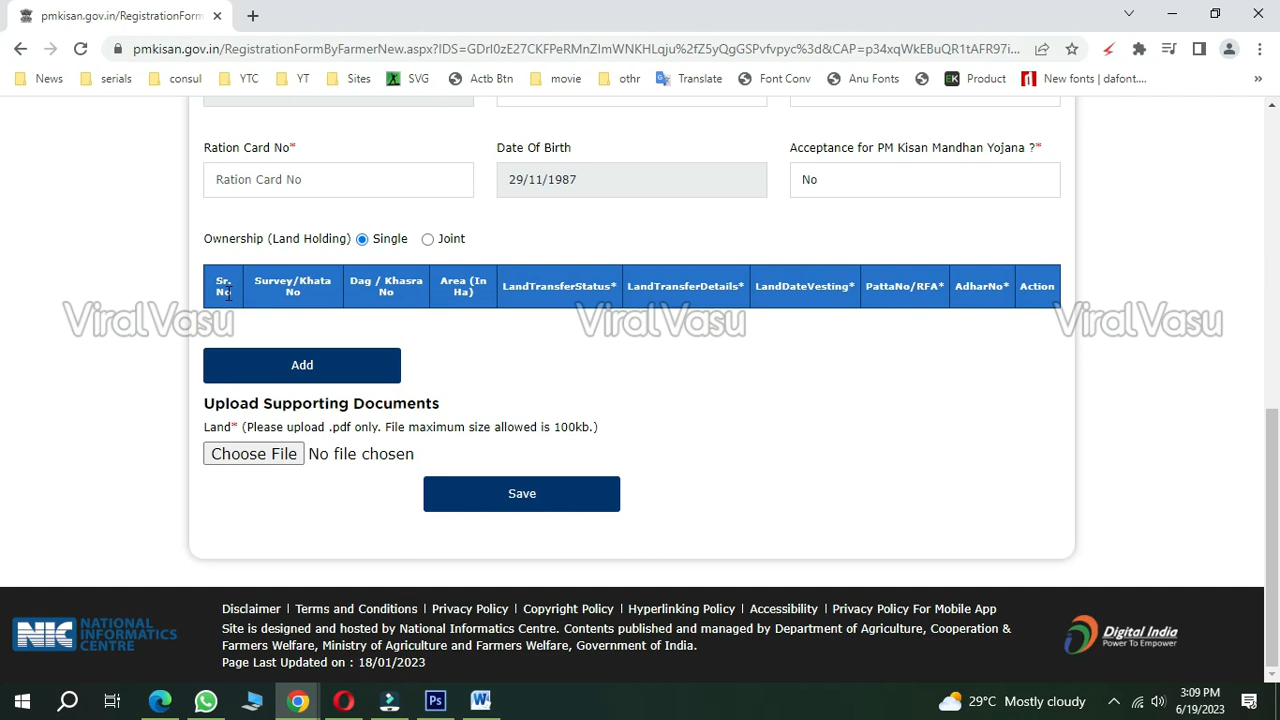 pmkisan.gov.in/RegistrationForm
pmkisan.gov.in/RegistrationFormByFarmerNew.aspx?IDS=GDrI0zE27CKFPeRMnZImWNKHLqju%2fZ5yQgGSPvfvpyc%3d&CAP=p34xqWkEBuQR1tAFR97i...
News serials consul YTC YT Sites SVG Actb Btn movie othr Translate Font Conv Anu Fonts Product New fonts | dafont.... »
Ration Card No* Date Of Birth Acceptance for PM Kisan Mandhan Yojana ?*
Ration Card No 29/11/1987 No
Ownership (Land Holding) Single Joint
Sr. No Survey/Khata No Dag / Khasra No Area (In Ha) LandTransferStatus* LandTransferDetails* LandDateVesting* PattaNo/RFA* AdharNo* Action
ViralVasu ViralVasu ViralVasu
Add
Upload Supporting Documents
Land* (Please upload .pdf only. File maximum size allowed is 100kb.)
Choose File No file chosen
Save
Disclaimer | Terms and Conditions | Privacy Policy | Copyright Policy | Hyperlinking Policy | Accessibility | Privacy Policy For Mobile App
NIC NATIONAL INFORMATICS CENTRE
Site is designed and hosted by National Informatics Centre. Contents published and managed by Department of Agriculture, Cooperation &
Farmers Welfare, Ministry of Agriculture and Farmers Welfare, Government of India.
Page Last Updated on : 18/01/2023
Digital India
Power To Empower
Ps W 29°C Mostly cloudy 3:09 PM
6/19/2023